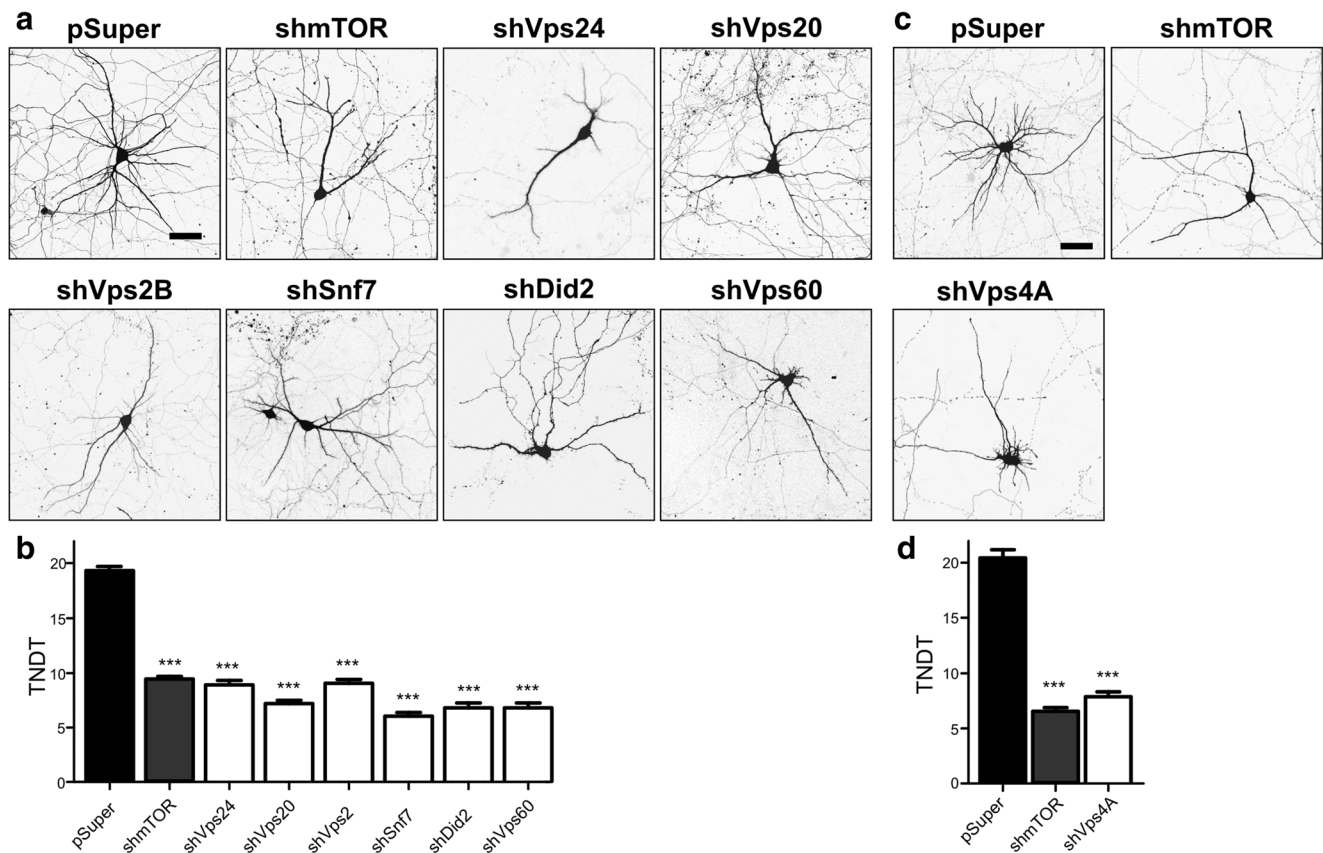 a
pSuper shmTOR shVps24 shVps20
c
pSuper shmTOR
shVps2B shSnf7 shDid2 shVps60
shVps4A
b
TNDT
20
15
10
5
0
*** *** *** *** *** *** ***
pSuper shmTOR shVps24 shVps20 shVps2 shSnf7 shDid2 shVps60
d
TNDT
20
15
10
5
0
*** ***
pSuper shmTOR shVps4A